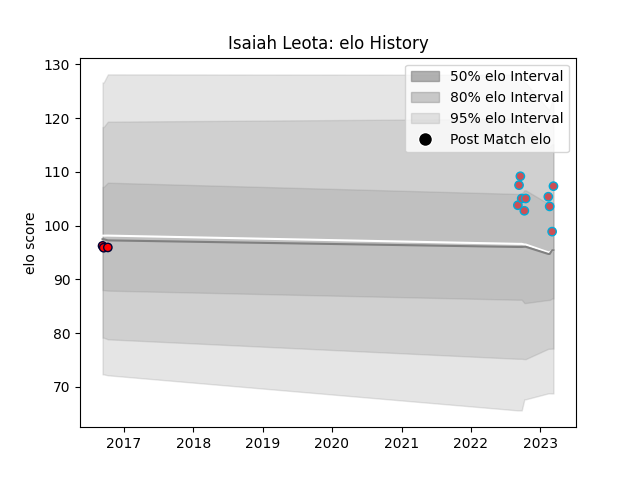 Isaiah Leota: elo History
130
120
110
100
90
80
70
elo score
50% elo Interval
80% elo Interval
95% elo Interval
Post Match elo
2017 2018 2019 2020 2021 2022 2023